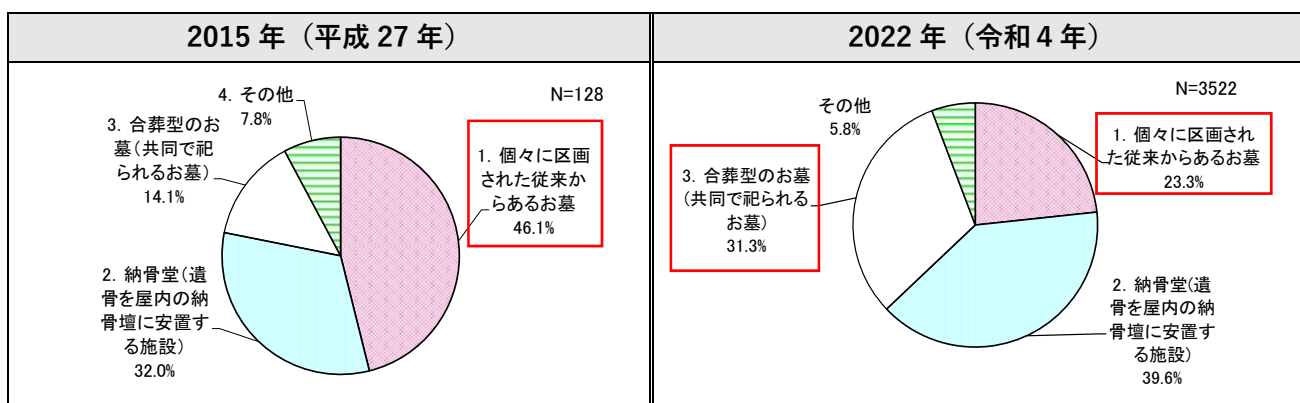 2015 年（平成 27 年）
N=128
4. その他
7.8%
3. 合葬型のお
墓（共同で祀
られるお墓）
14.1%
1. 個々に区画
された従来か
らあるお墓
46.1%
2. 納骨堂（遺
骨を屋内の納
骨壇に安置す
る施設）
32.0%
2022 年（令和４年）
N=3522
その他
5.8%
1. 個々に区画され
た従来からあるお墓
23.3%
3. 合葬型のお墓
（共同で祀られる
お墓）
31.3%
2. 納骨堂(遺
骨を屋内の納
骨壇に安置す
る施設）
39.6%